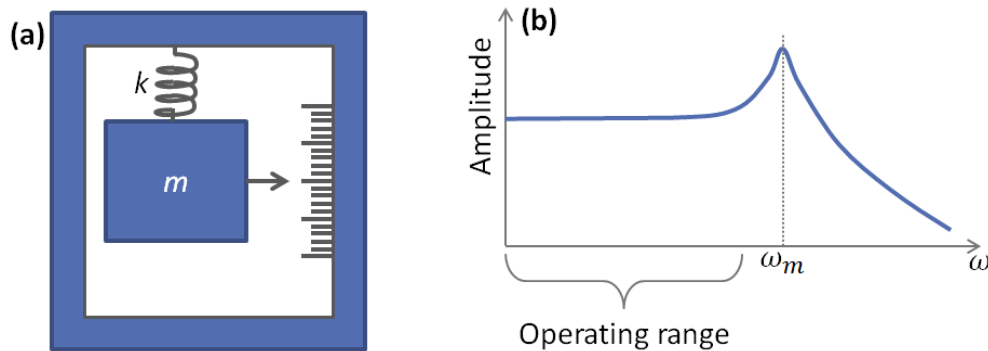 (a)
k
m
(b)
Amplitude
ω_m
ω
Operating range